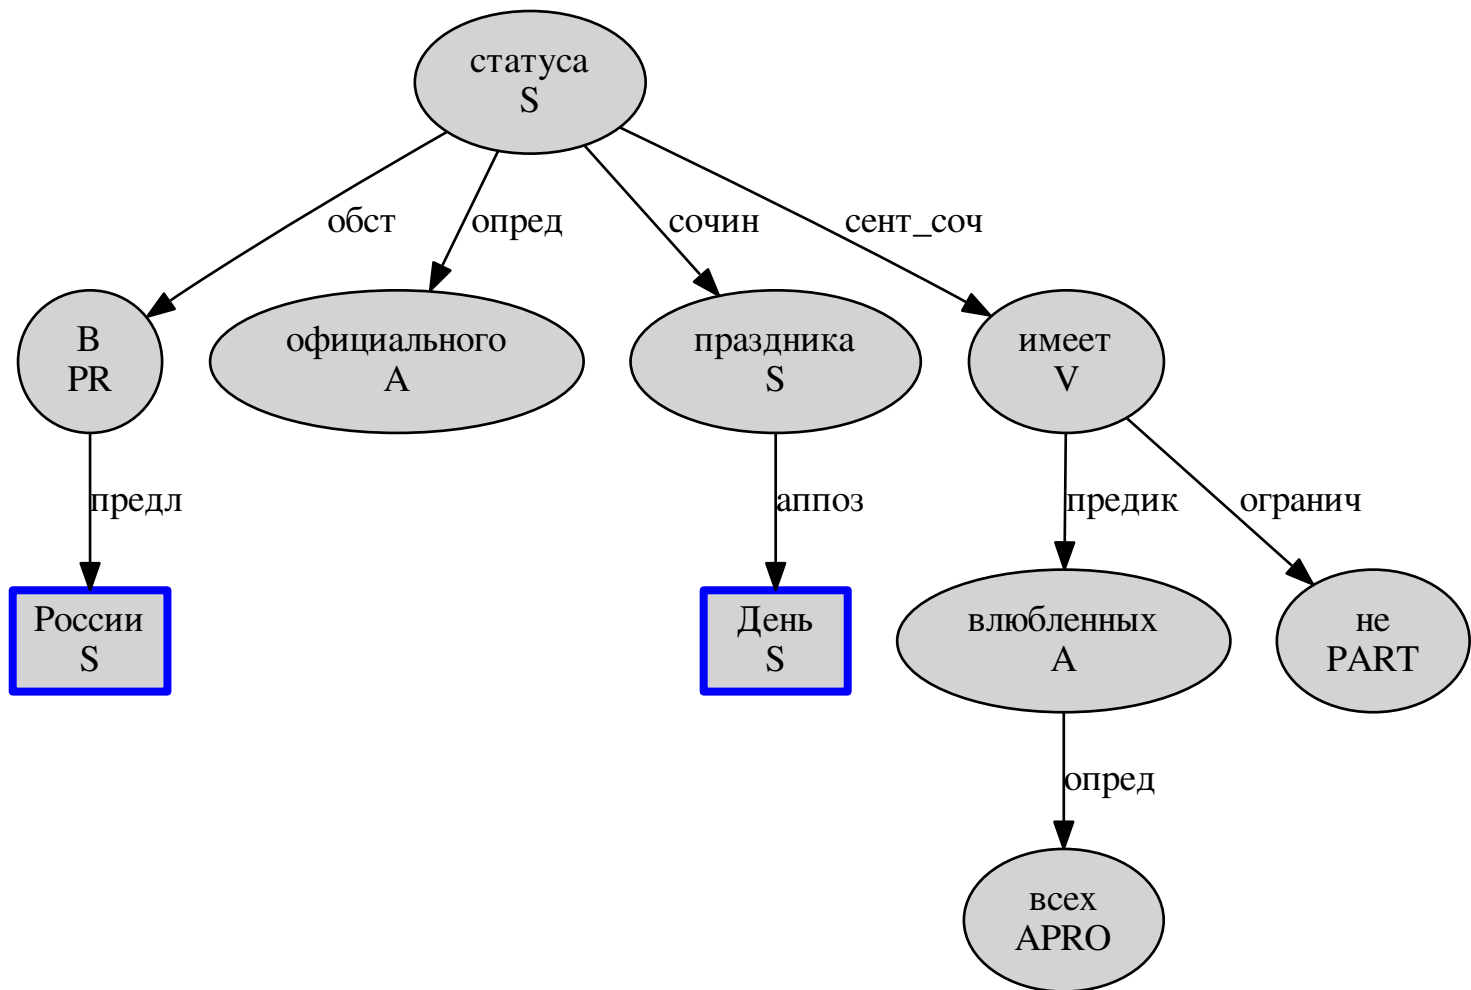 статуса
S
обст
опред
сочин
сент_соч
В
PR
официального
A
праздника
S
имеет
V
предл
аппоз
предик
огранич
России
S
День
S
влюбленных
A
не
PART
опред
всех
APRO